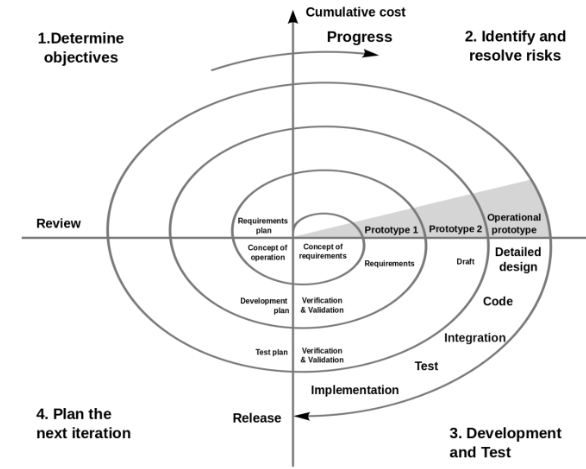 Cumulative cost
1.Determine
objectives
Progress
2. Identify and
resolve risks
Review
Requirements
plan
Prototype 1
Prototype 2
Operational
prototype
Concept of
operation
Concept of
requirements
Requirements
Draft
Detailed
design
Development
plan
Verification
& Validation
Code
Integration
Test plan
Verification
& Validation
Test
Implementation
4. Plan the
next iteration
Release
3. Development
and Test